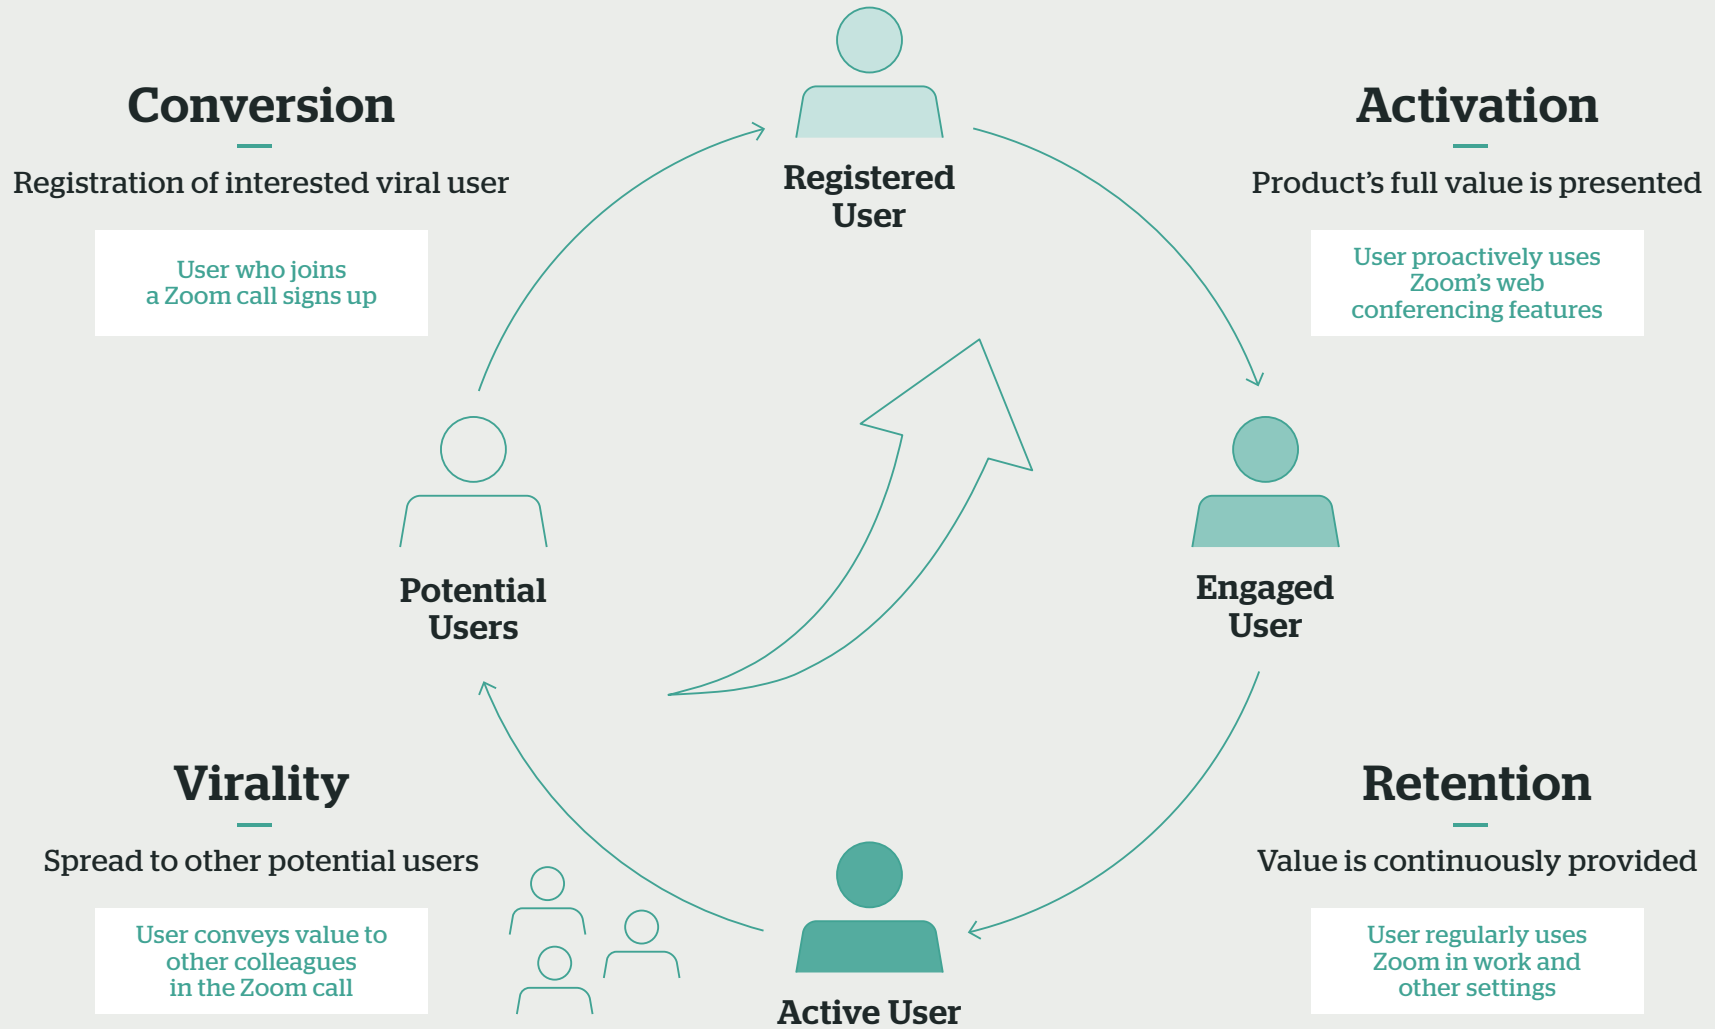 Conversion
Registration of interested viral user
User who joins
a Zoom call signs up
Registered
User
Activation
Product's full value is presented
User proactively uses
Zoom's web
conferencing features
Potential
Users
Engaged
User
Virality
Spread to other potential users
User conveys value to
other colleagues
in the Zoom call
Active User
Retention
Value is continuously provided
User regularly uses
Zoom in work and
other settings